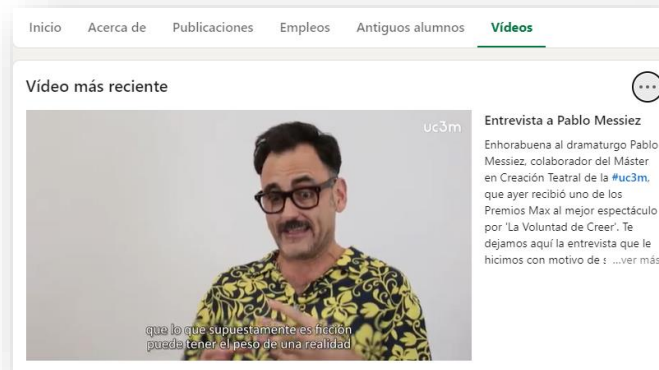 Inicio Acerca de Publicaciones Empleos Antiguos alumnos Vídeos
Vídeo más reciente
uc3m
que lo que supuestamente es ficción
puede tener el peso de una realidad
Entrevista a Pablo Messiez
Enhorabuena al dramaturgo Pablo
Messiez, colaborador del Máster
en Creación Teatral de la #uc3m,
que ayer recibió uno de los
Premios Max al mejor espectáculo
por 'La Voluntad de Creer'. Te
dejamos aquí la entrevista que le
hicimos con motivo de s ...ver más